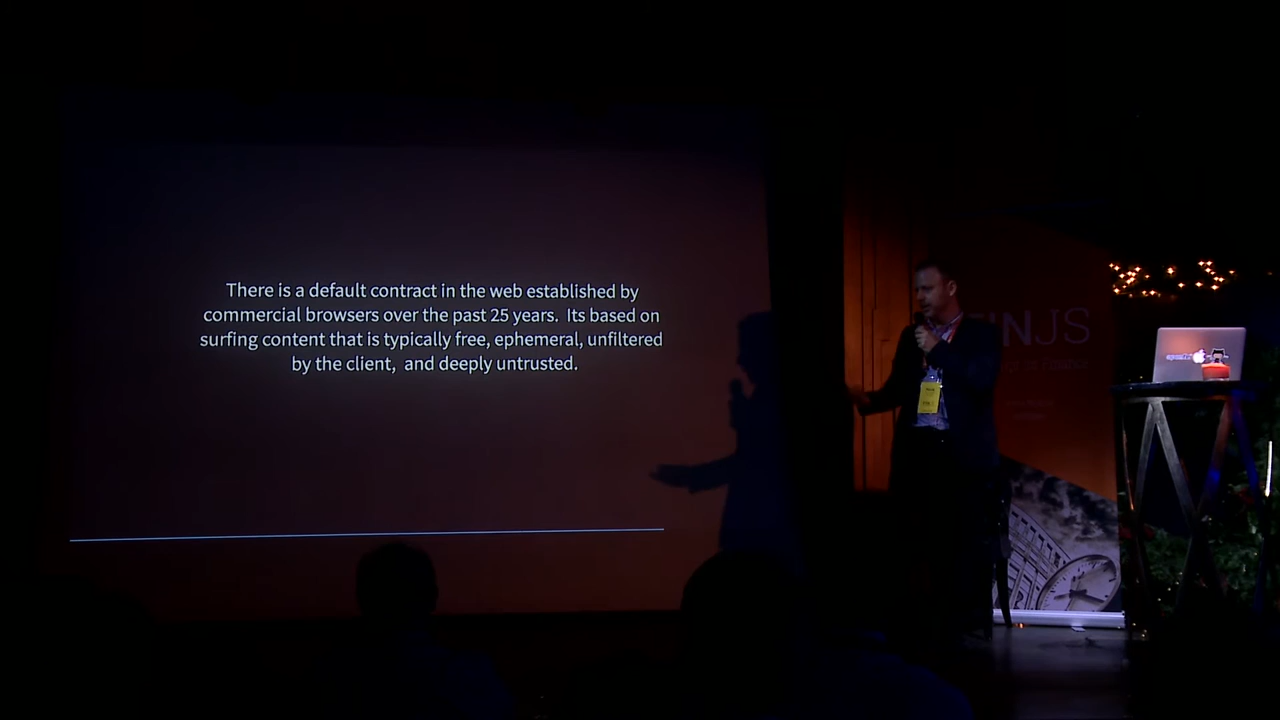 There is a default contract in the web established by
commercial browsers over the past 25 years.  Its based on
surfing content that is typically free, ephemeral, unfiltered
by the client,  and deeply untrusted.
INJS